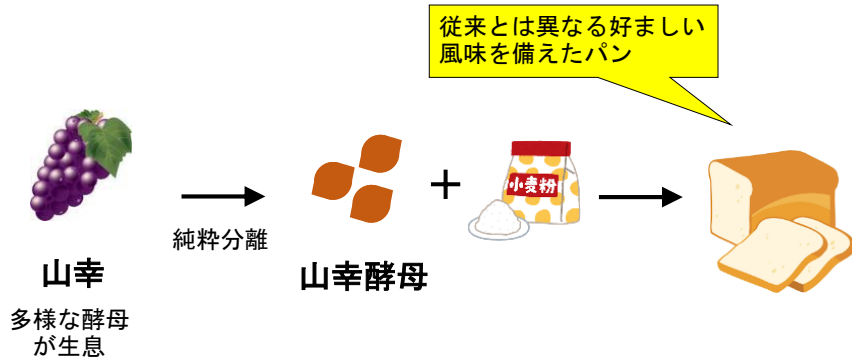 従来とは異なる好ましい
風味を備えたパン
小麦粉
純粋分離
山幸
山幸酵母
多様な酵母
が生息